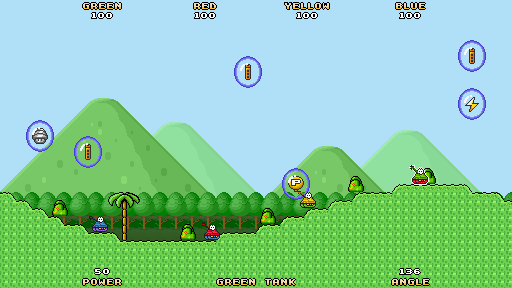 GREEN RED YELLOW BLUE
100 100 100 100
P
50 136
POWER GREEN TANK ANGLE